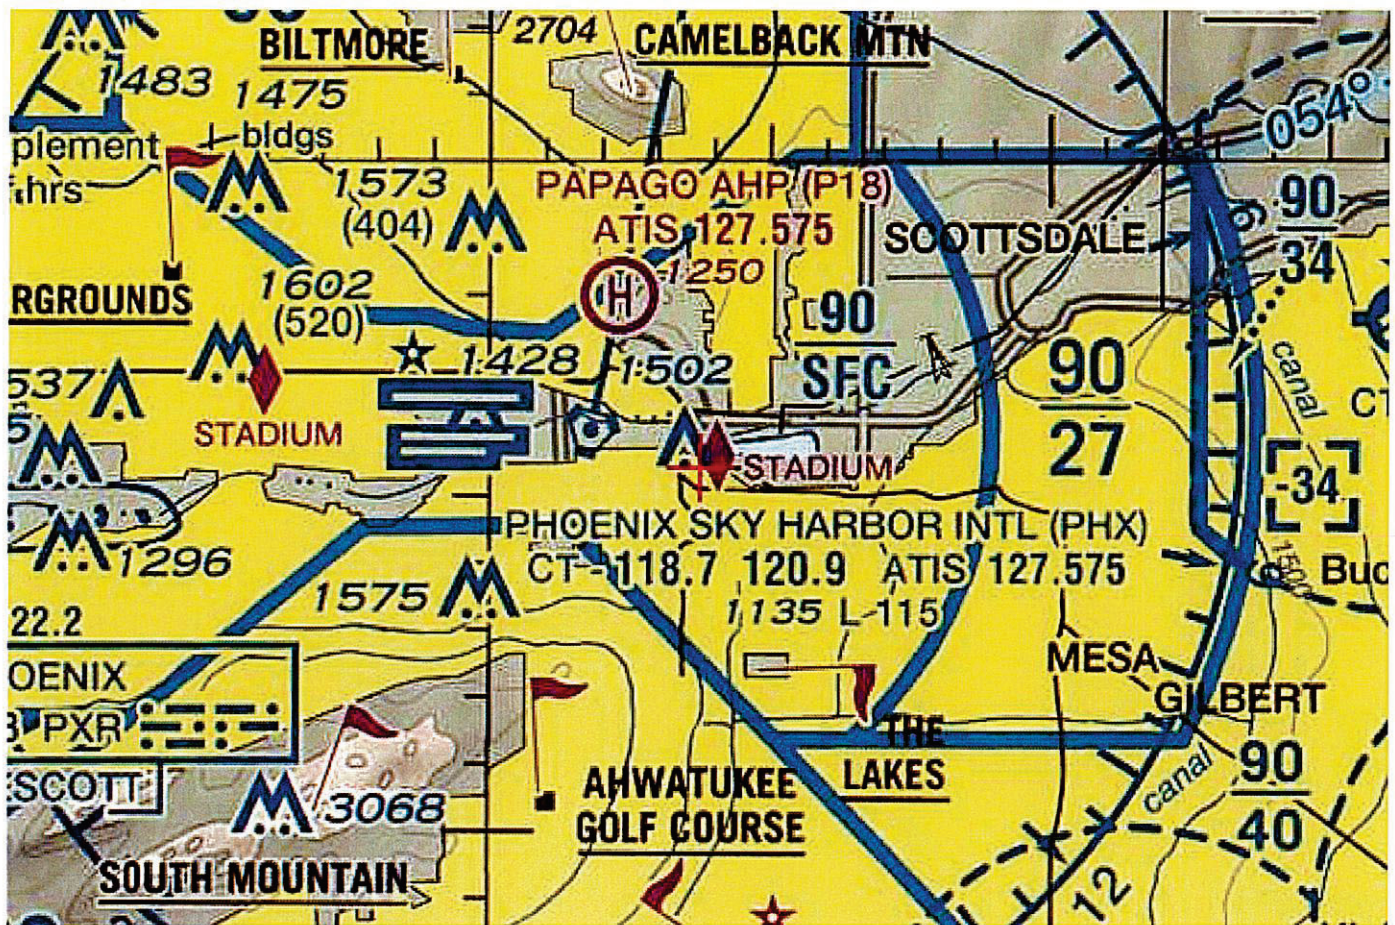 BILTMORE
2704
CAMELBACK MTN
1483
1475
bldgs
054°
plement
hrs
1573
(404)
PAPAGO AHP (P18)
ATIS 127.575
1250
SCOTTSDALE
90
34
RGROUNDS
1602
(520)
H
90
SFC
1428
1502
90
27
canal
537
STADIUM
STADIUM
-34
PHOENIX SKY HARBOR INTL (PHX)
CT - 118.7 120.9 ATIS 127.575
1135 L 115
1296
1575
1500
22.2
OENIX
PXR
SCOTT
MESA
GILBERT
THE
LAKES
AHWATUKEE
GOLF COURSE
3068
SOUTH MOUNTAIN
canal
90
40
12